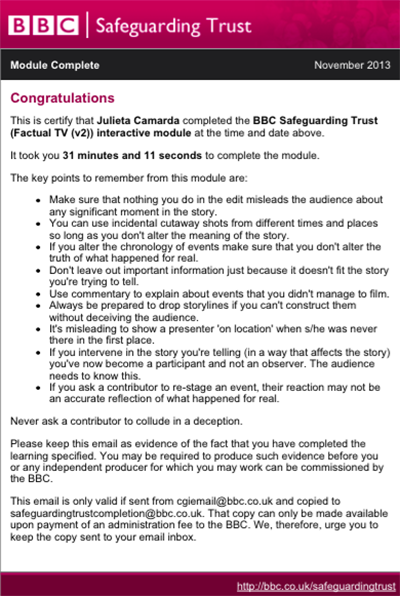 BBC Safeguarding Trust
Module Complete November 2013
Congratulations
This is certify that Julieta Camarda completed the BBC Safeguarding Trust
(Factual TV (v2)) interactive module at the time and date above.
It took you 31 minutes and 11 seconds to complete the module.
The key points to remember from this module are:
• Make sure that nothing you do in the edit misleads the audience about
any significant moment in the story.
• You can use incidental cutaway shots from different times and places
so long as you don't alter the meaning of the story.
• If you alter the chronology of events make sure that you don't alter the
truth of what happened for real.
• Don't leave out important information just because it doesn't fit the story
you're trying to tell.
• Use commentary to explain about events that you didn't manage to film.
• Always be prepared to drop storylines if you can't construct them
without deceiving the audience.
• It's misleading to show a presenter 'on location' when s/he was never
there in the first place.
• If you intervene in the story you're telling (in a way that affects the story)
you've now become a participant and not an observer. The audience
needs to know this.
• If you ask a contributor to re-stage an event, their reaction may not be
an accurate reflection of what happened for real.
Never ask a contributor to collude in a deception.
Please keep this email as evidence of the fact that you have completed the
learning specified. You may be required to produce such evidence before you
or any independent producer for which you may work can be commissioned by
the BBC.
This email is only valid if sent from cgiemail@bbc.co.uk and copied to
safeguardingtrustcompletion@bbc.co.uk. That copy can only be made available
upon payment of an administration fee to the BBC. We, therefore, urge you to
keep the copy sent to your email inbox.
http://bbc.co.uk/safeguardingtrust